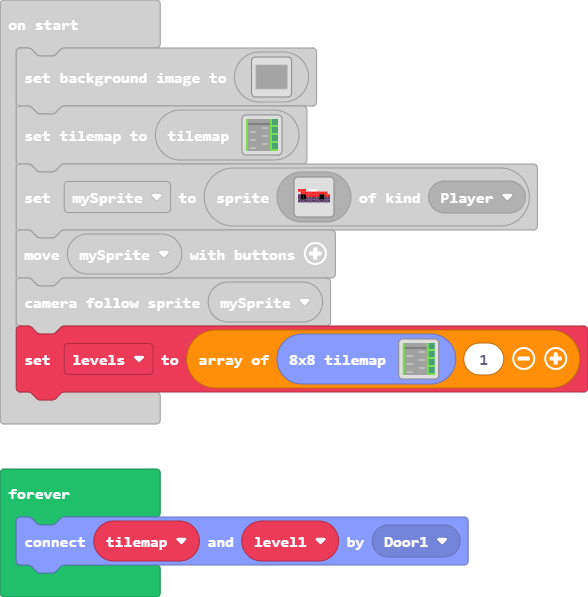 on start
set background image to
set tilemap to tilemap
set mySprite to sprite of kind Player
move mySprite with buttons
camera follow sprite mySprite
set levels to array of 8x8 tilemap 1
forever
connect tilemap and level1 by Door1